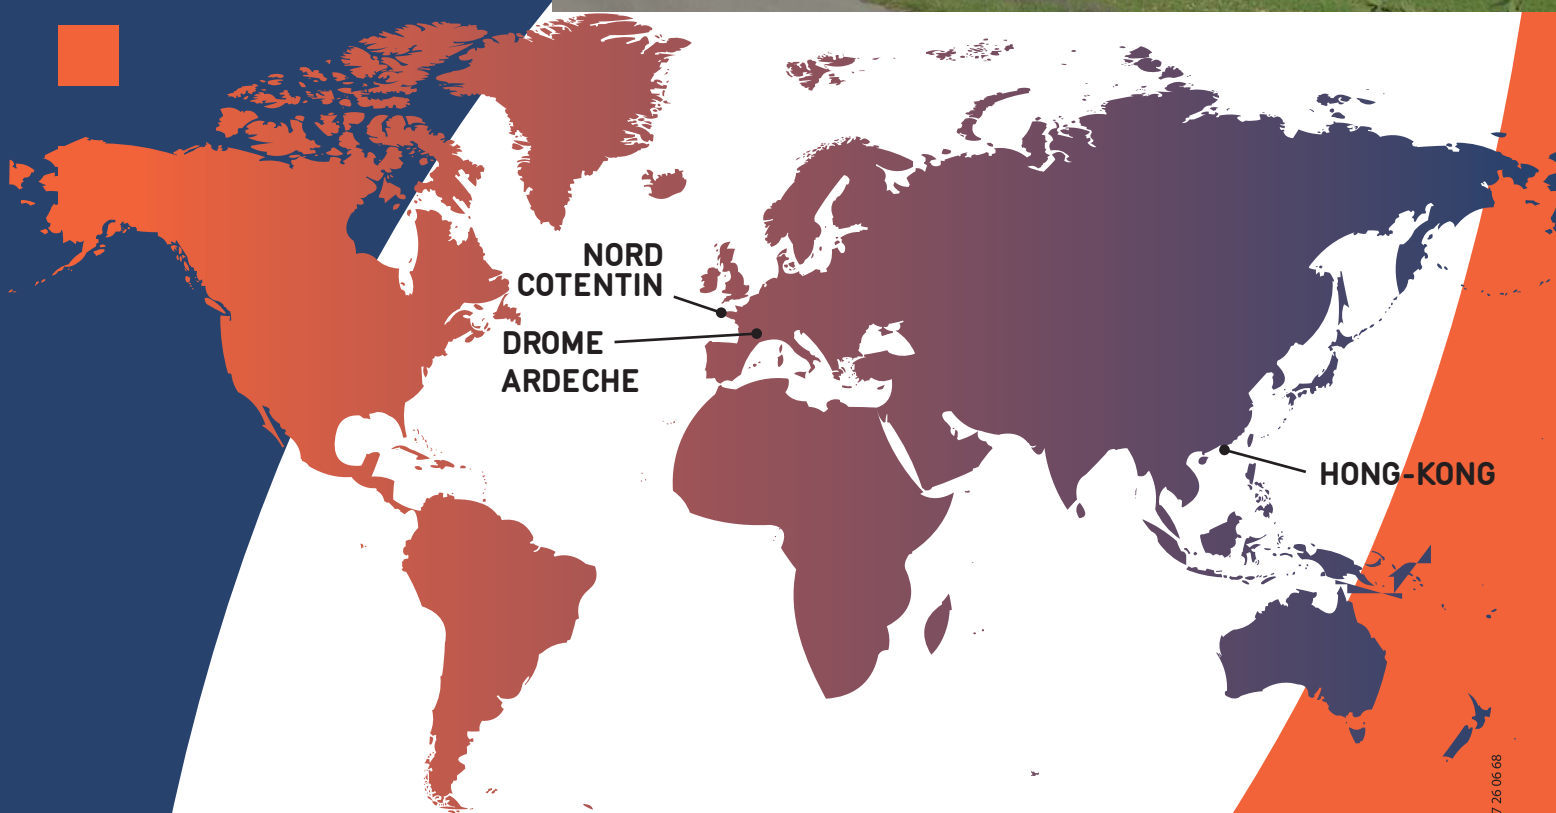 NORD
COTENTIN
DROME
ARDECHE
HONG-KONG
7 26 06 68